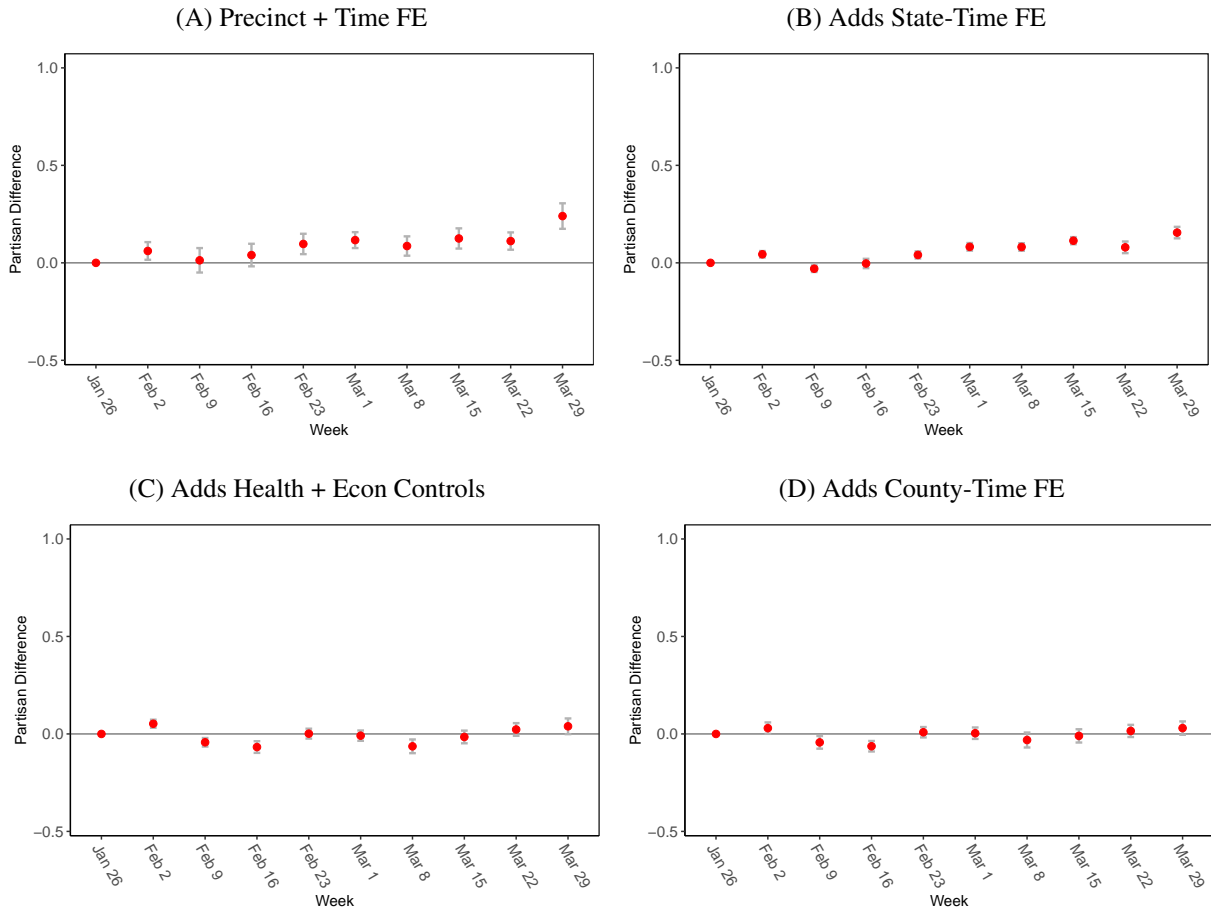 (A) Precinct + Time FE
1.0
0.5
0.0
−0.5
Partisan Difference
Jan 26
Feb 2
Feb 9
Feb 16
Feb 23
Mar 1
Mar 8
Mar 15
Mar 22
Mar 29
Week
(B) Adds State-Time FE
1.0
0.5
0.0
−0.5
Partisan Difference
Jan 26
Feb 2
Feb 9
Feb 16
Feb 23
Mar 1
Mar 8
Mar 15
Mar 22
Mar 29
Week
(C) Adds Health + Econ Controls
1.0
0.5
0.0
−0.5
Partisan Difference
Jan 26
Feb 2
Feb 9
Feb 16
Feb 23
Mar 1
Mar 8
Mar 15
Mar 22
Mar 29
Week
(D) Adds County-Time FE
1.0
0.5
0.0
−0.5
Partisan Difference
Jan 26
Feb 2
Feb 9
Feb 16
Feb 23
Mar 1
Mar 8
Mar 15
Mar 22
Mar 29
Week